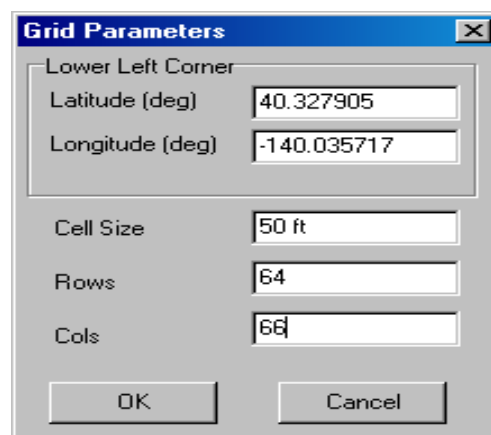 Grid Parameters
Lower Left Corner
Latitude (deg) 40.327905
Longitude (deg) -140.035717
Cell Size 50 ft
Rows 64
Cols 66
OK Cancel